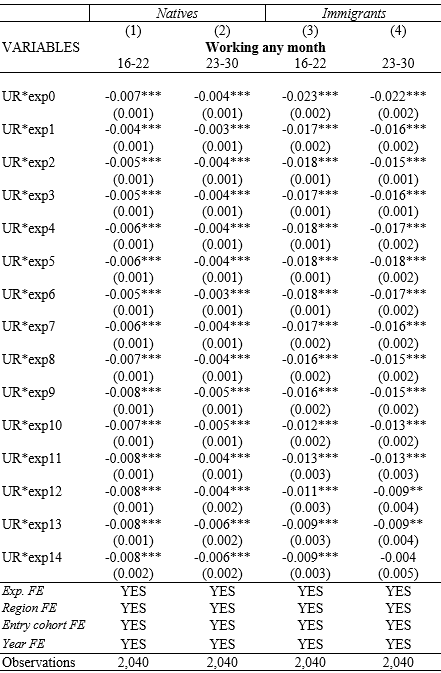 Natives Immigrants
(1) (2) (3) (4)
VARIABLES Working any month
16-22 23-30 16-22 23-30
UR*exp0 -0.007*** -0.004*** -0.023*** -0.022***
(0.001) (0.001) (0.002) (0.002)
UR*exp1 -0.004*** -0.003*** -0.017*** -0.016***
(0.001) (0.001) (0.002) (0.002)
UR*exp2 -0.005*** -0.004*** -0.018*** -0.015***
(0.001) (0.001) (0.001) (0.001)
UR*exp3 -0.005*** -0.004*** -0.017*** -0.016***
(0.001) (0.001) (0.001) (0.001)
UR*exp4 -0.006*** -0.004*** -0.018*** -0.017***
(0.001) (0.001) (0.001) (0.002)
UR*exp5 -0.006*** -0.004*** -0.018*** -0.018***
(0.001) (0.001) (0.001) (0.002)
UR*exp6 -0.005*** -0.003*** -0.018*** -0.017***
(0.001) (0.001) (0.001) (0.002)
UR*exp7 -0.006*** -0.004*** -0.017*** -0.016***
(0.001) (0.001) (0.002) (0.002)
UR*exp8 -0.007*** -0.004*** -0.016*** -0.015***
(0.001) (0.001) (0.002) (0.002)
UR*exp9 -0.008*** -0.005*** -0.016*** -0.015***
(0.001) (0.001) (0.002) (0.002)
UR*exp10 -0.007*** -0.005*** -0.012*** -0.013***
(0.001) (0.001) (0.002) (0.002)
UR*exp11 -0.008*** -0.004*** -0.013*** -0.013***
(0.001) (0.001) (0.003) (0.003)
UR*exp12 -0.008*** -0.004*** -0.011*** -0.009**
(0.001) (0.002) (0.003) (0.004)
UR*exp13 -0.008*** -0.006*** -0.009*** -0.009**
(0.001) (0.002) (0.003) (0.004)
UR*exp14 -0.008*** -0.006*** -0.009*** -0.004
(0.002) (0.002) (0.003) (0.005)
Exp. FE YES YES YES YES
Region FE YES YES YES YES
Entry cohort FE YES YES YES YES
Year FE YES YES YES YES
Observations 2,040 2,040 2,040 2,040